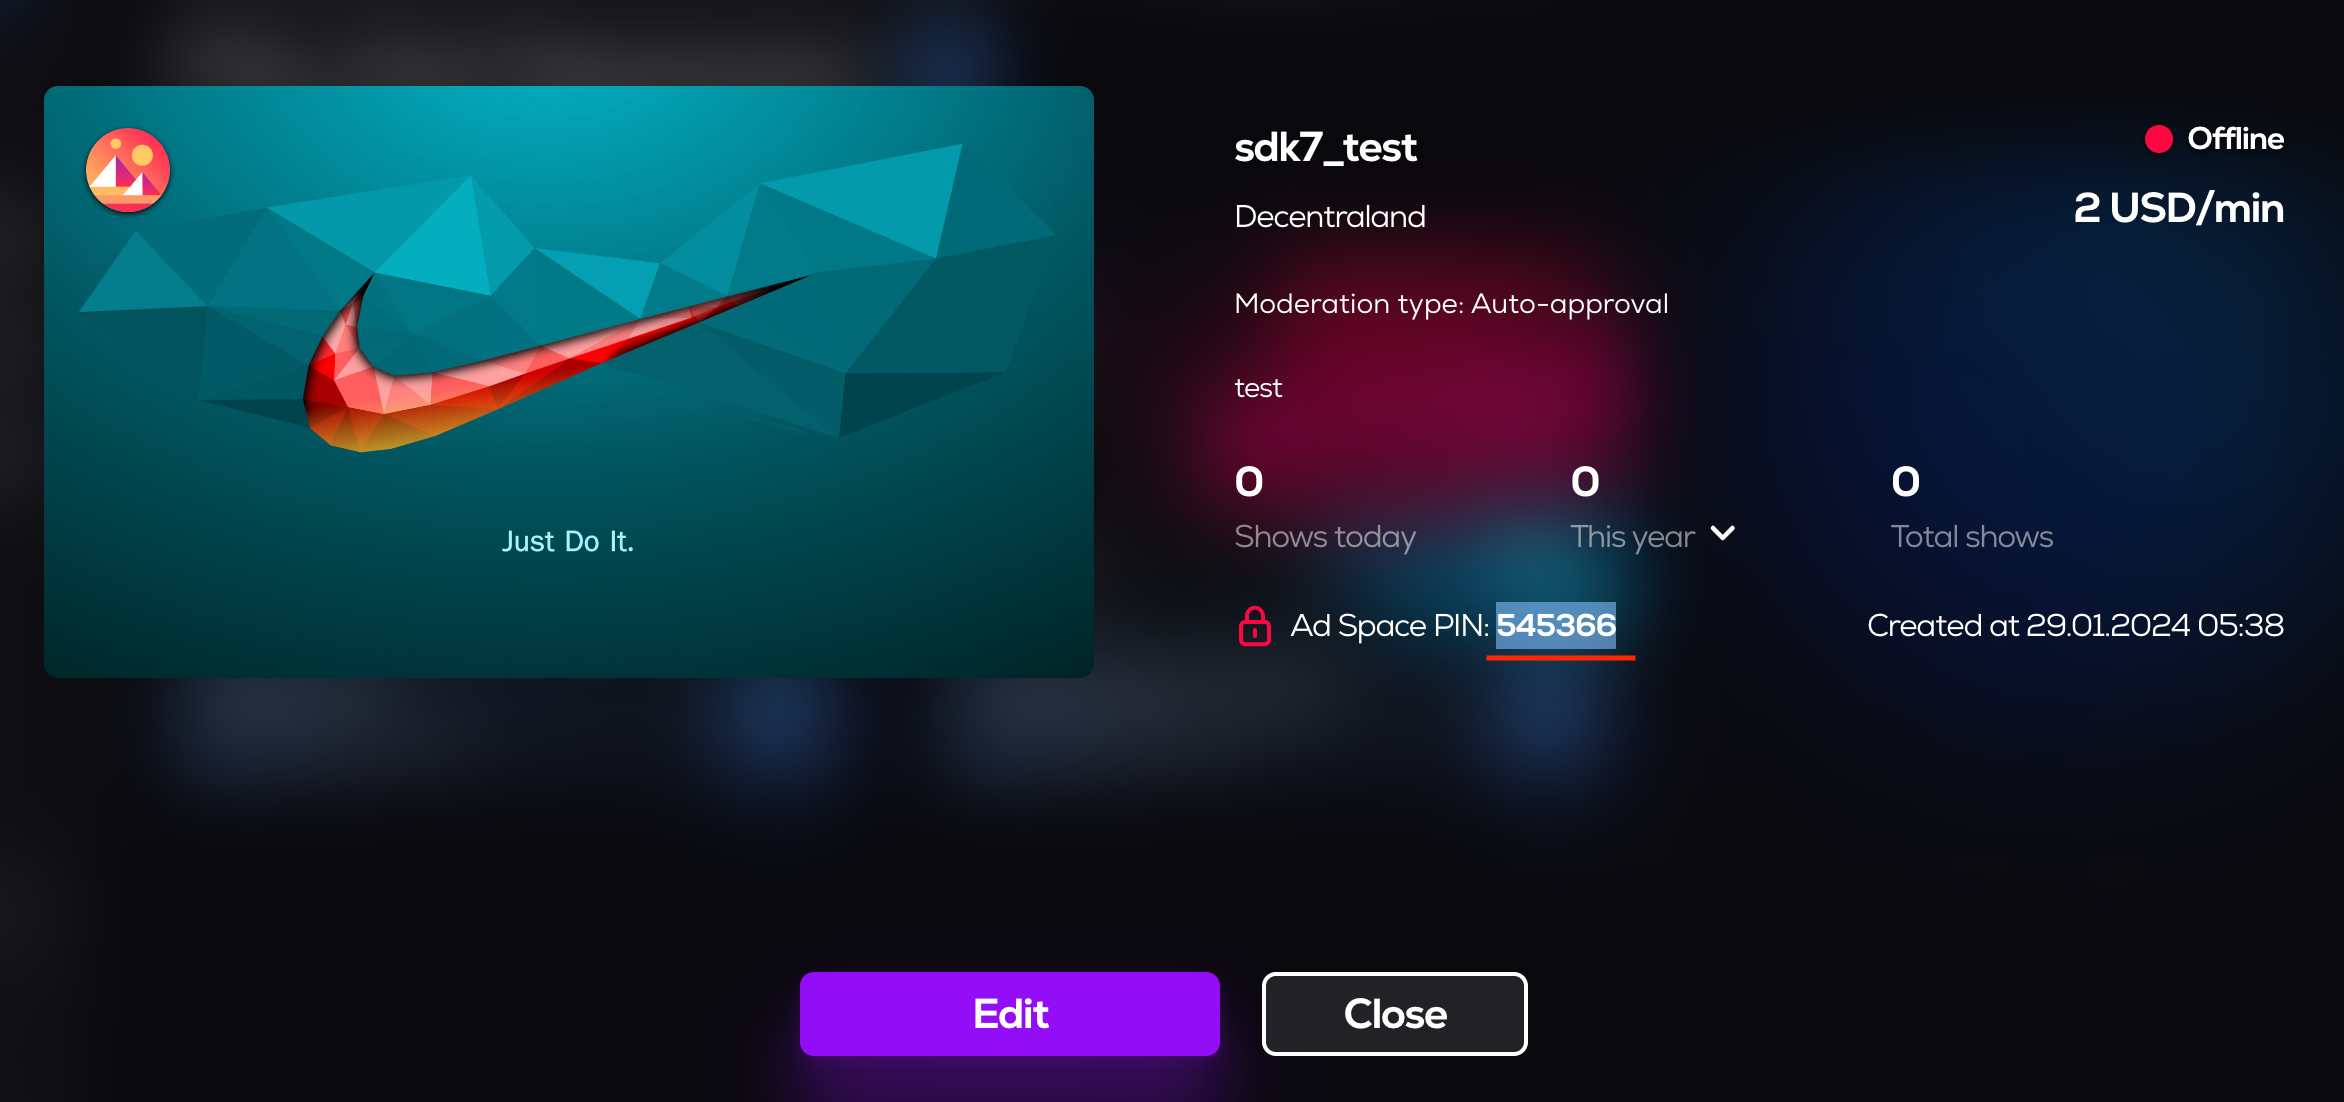 Just Do It.
sdk7_test
Offline
Decentraland
2 USD/min
Moderation type: Auto-approval
test
0 0 0
Shows today This year Total shows
Ad Space PIN: 545366 Created at 29.01.2024 05:38
Edit Close